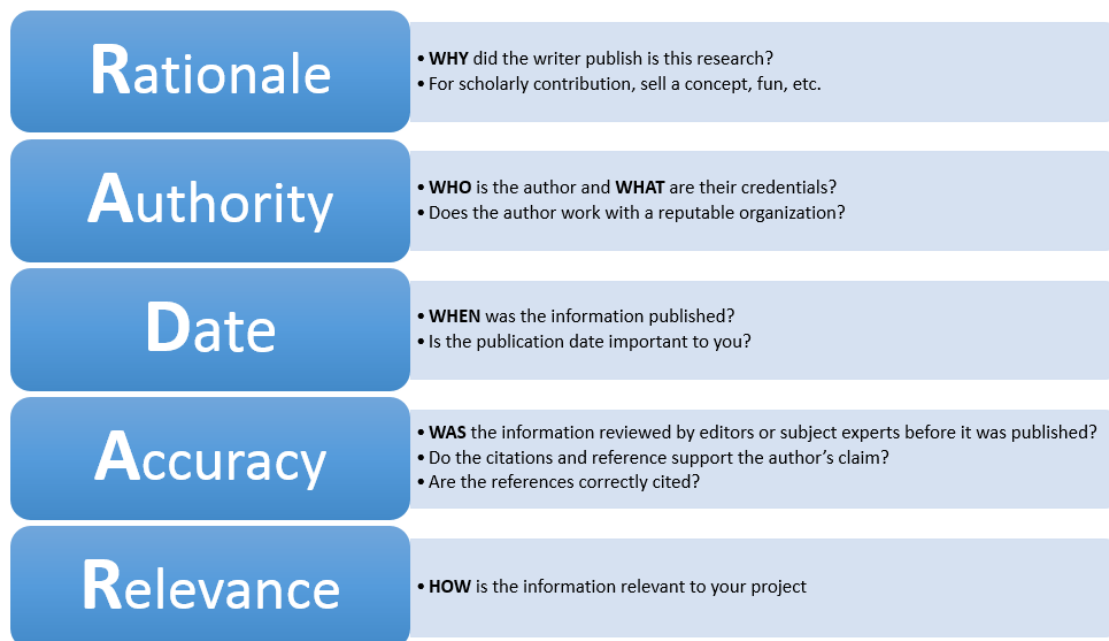 Rationale
• WHY did the writer publish is this research?
• For scholarly contribution, sell a concept, fun, etc.
Authority
• WHO is the author and WHAT are their credentials?
• Does the author work with a reputable organization?
Date
• WHEN was the information published?
• Is the publication date important to you?
Accuracy
• WAS the information reviewed by editors or subject experts before it was published?
• Do the citations and reference support the author's claim?
• Are the references correctly cited?
Relevance
• HOW is the information relevant to your project